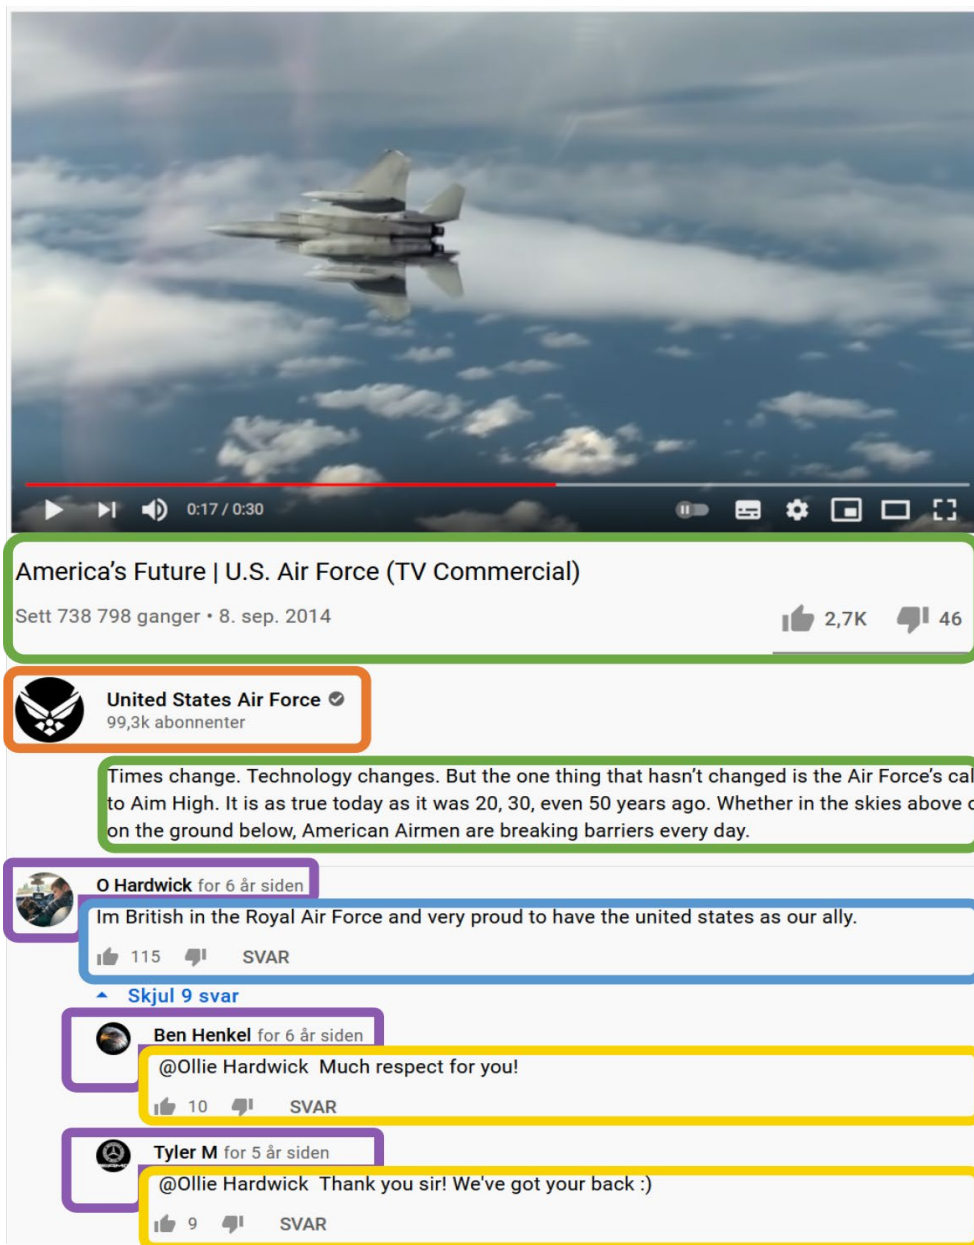 0:17 / 0:30
America's Future | U.S. Air Force (TV Commercial)
Sett 738 798 ganger • 8. sep. 2014
2,7K 46
United States Air Force
99,3k abonnenter
Times change. Technology changes. But the one thing that hasn't changed is the Air Force's cal
to Aim High. It is as true today as it was 20, 30, even 50 years ago. Whether in the skies above
on the ground below, American Airmen are breaking barriers every day.
O Hardwick for 6 år siden
Im British in the Royal Air Force and very proud to have the united states as our ally.
115 SVAR
Skjul 9 svar
Ben Henkel for 6 år siden
@Ollie Hardwick Much respect for you!
10 SVAR
Tyler M for 5 år siden
@Ollie Hardwick Thank you sir! We've got your back :)
9 SVAR